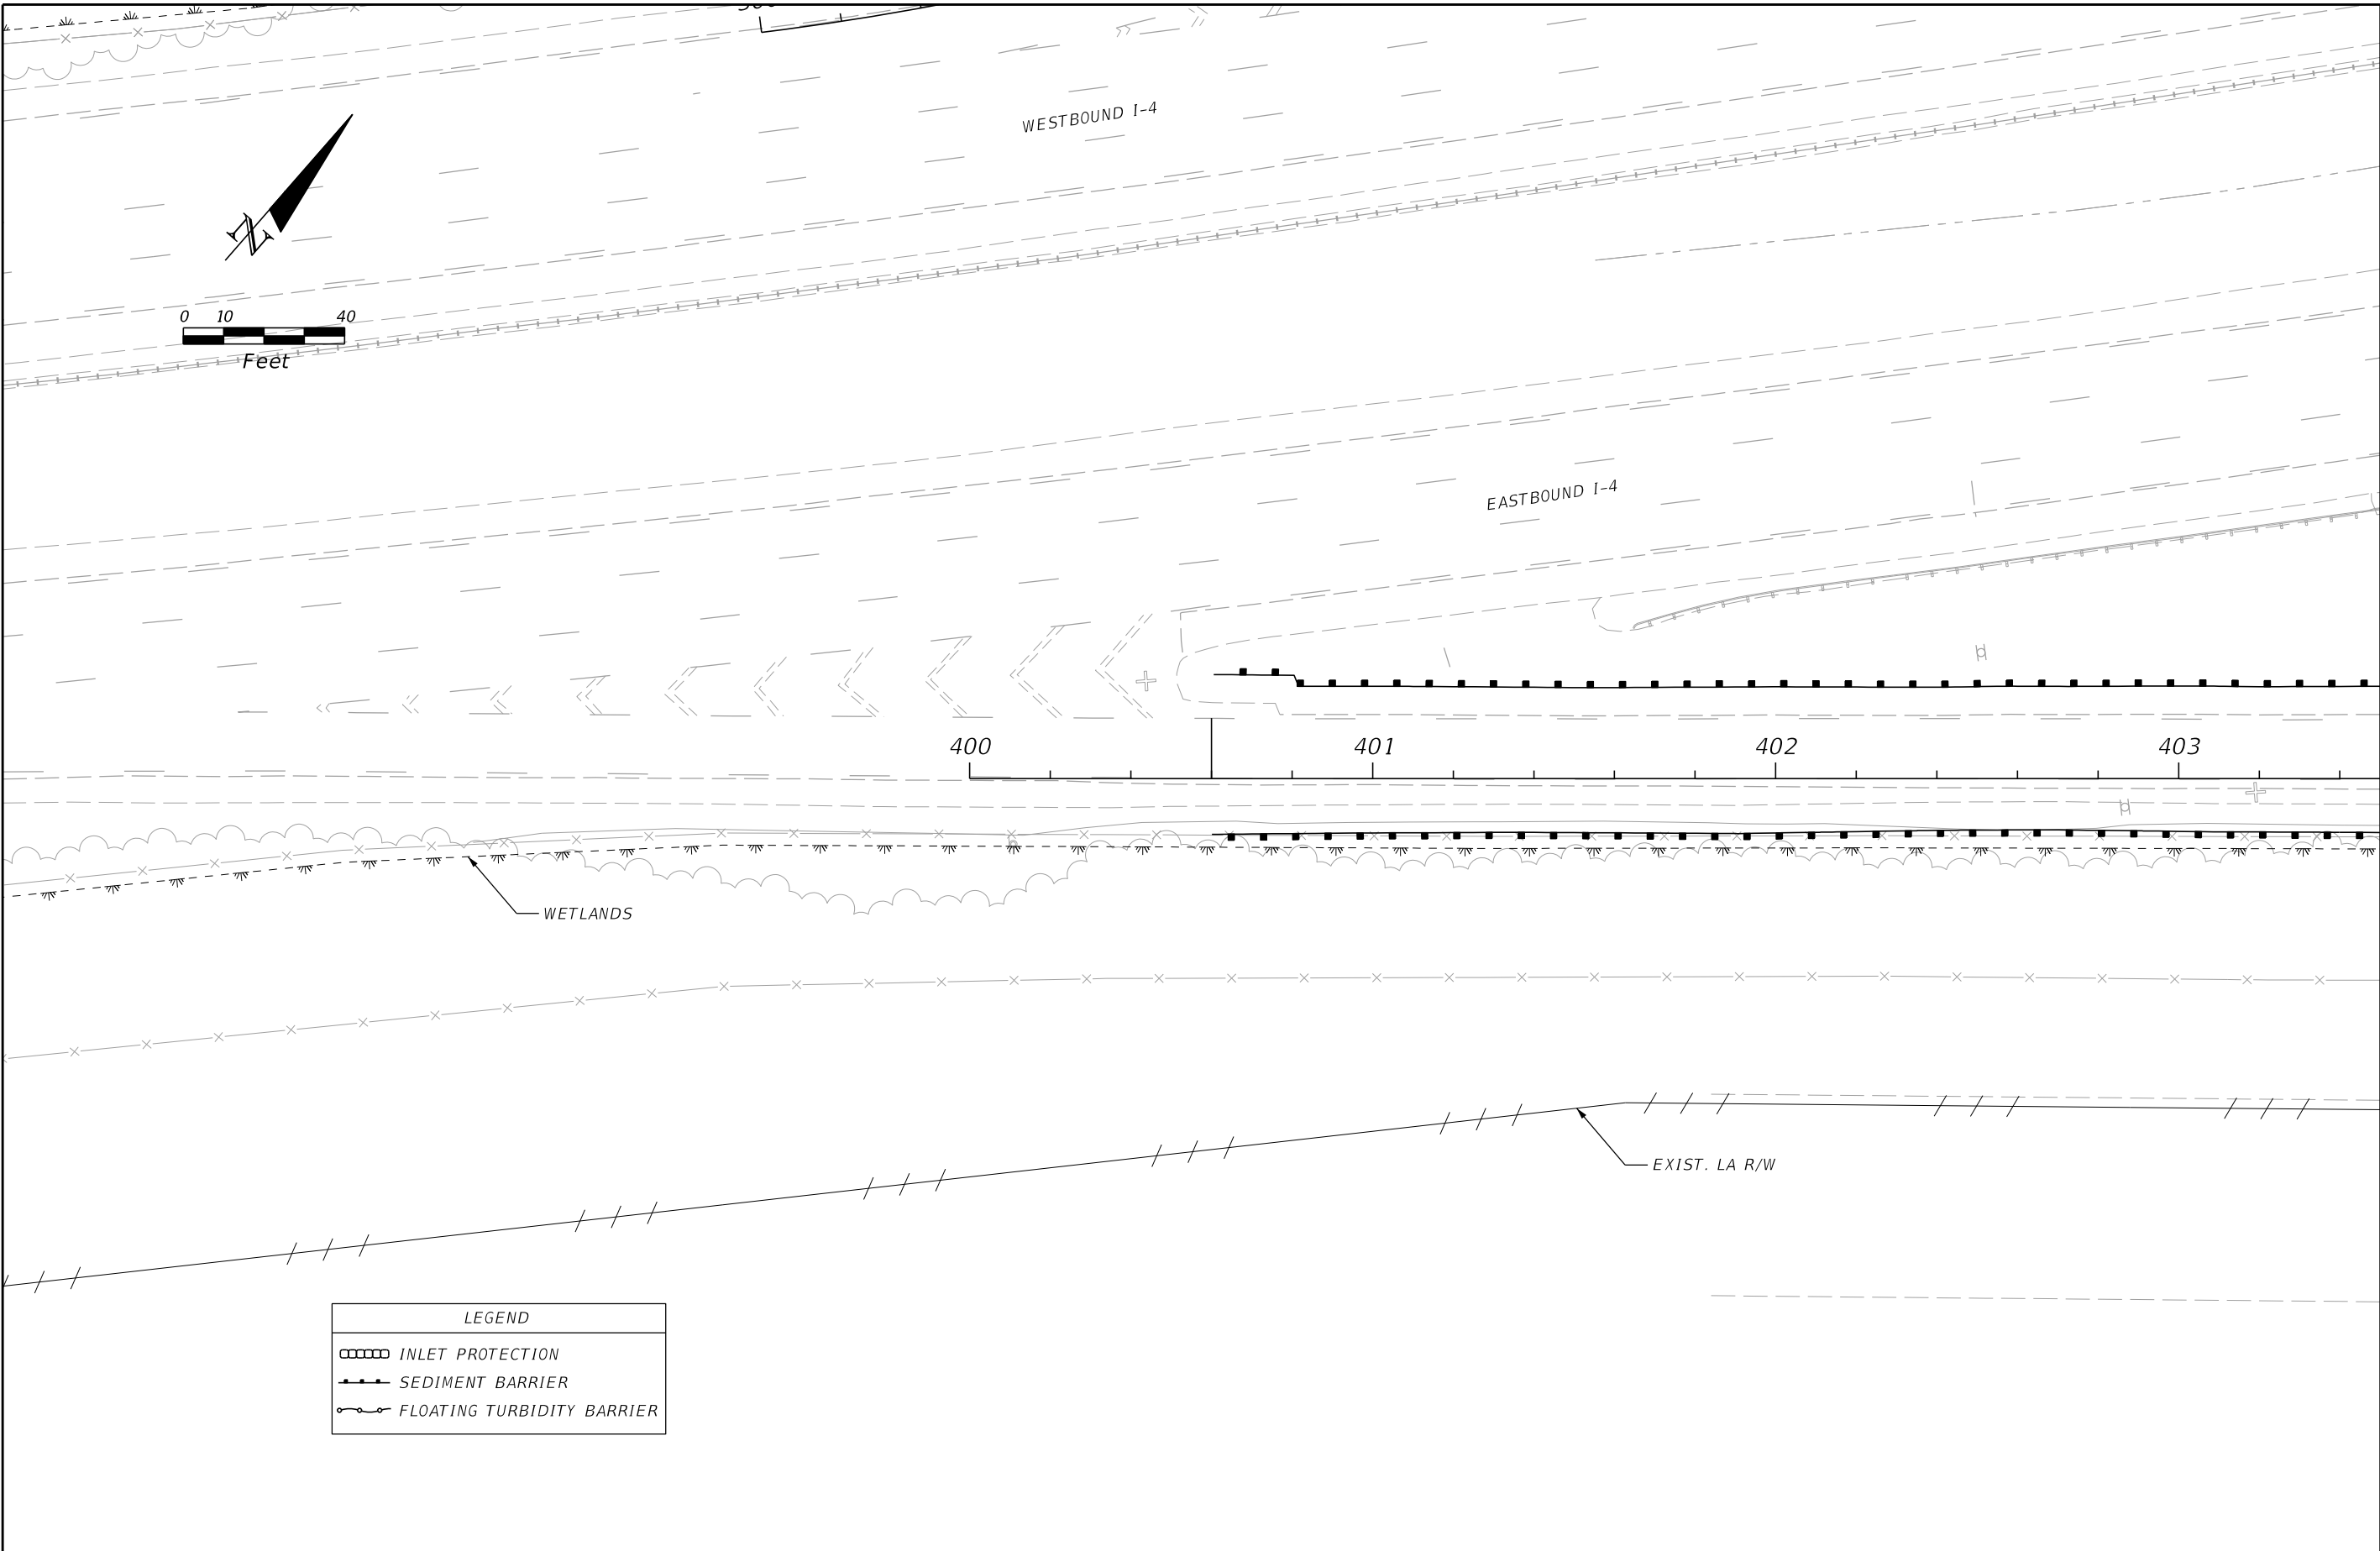 WESTBOUND I-4
N
0 10 40
Feet
EASTBOUND I-4
400 401 402 403
WETLANDS
EXIST. LA R/W
LEGEND
INLET PROTECTION
SEDIMENT BARRIER
FLOATING TURBIDITY BARRIER